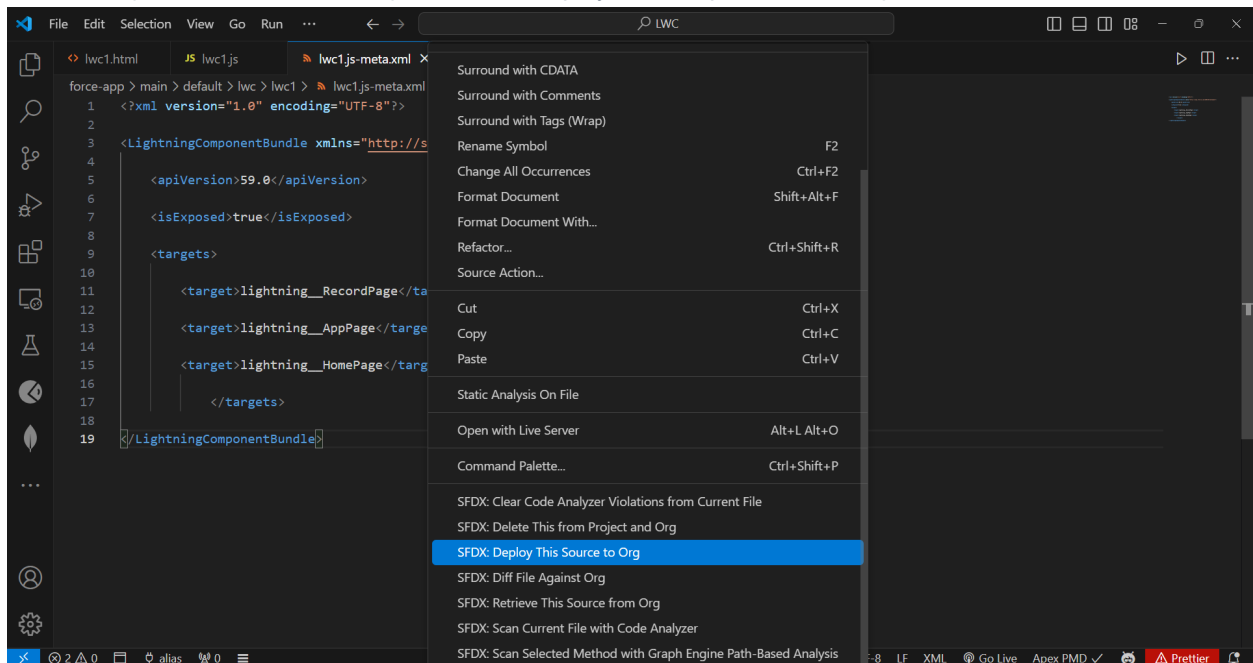 File Edit Selection View Go Run ··· ← → LWC
lwc1.html JS lwc1.js lwc1.js-meta.xml ×
force-app > main > default > lwc > lwc1 > lwc1.js-meta.xml
1 <?xml version="1.0" encoding="UTF-8"?>
2
3 <LightningComponentBundle xmlns="http://s
4
5 <apiVersion>59.0</apiVersion>
6
7 <isExposed>true</isExposed>
8
9 <targets>
10
11 <target>lightning__RecordPage</ta
12
13 <target>lightning__AppPage</targe
14
15 <target>lightning__HomePage</targ
16
17 </targets>
18
19 </LightningComponentBundle>
Surround with CDATA
Surround with Comments
Surround with Tags (Wrap)
Rename Symbol F2
Change All Occurrences Ctrl+F2
Format Document Shift+Alt+F
Format Document With...
Refactor... Ctrl+Shift+R
Source Action...
Cut Ctrl+X
Copy Ctrl+C
Paste Ctrl+V
Static Analysis On File
Open with Live Server Alt+L Alt+O
Command Palette... Ctrl+Shift+P
SFDX: Clear Code Analyzer Violations from Current File
SFDX: Delete This from Project and Org
SFDX: Deploy This Source to Org
SFDX: Diff File Against Org
SFDX: Retrieve This Source from Org
SFDX: Scan Current File with Code Analyzer
SFDX: Scan Selected Method with Graph Engine Path-Based Analysis
2 0 alias 0 F-8 LF XML Go Live Apex PMD ✓ Prettier